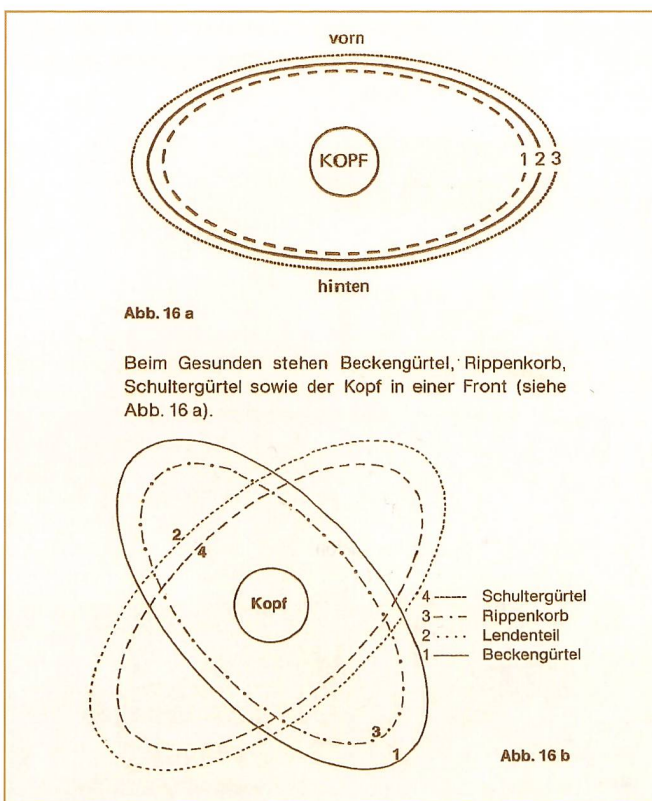 vorn
KOPF
1 2 3
hinten
Abb. 16 a
Beim Gesunden stehen Beckengürtel, Rippenkorb,
Schultergürtel sowie der Kopf in einer Front (siehe
Abb. 16 a).
2
4
Kopf
4 ------ Schultergürtel
3 –·–·– Rippenkorb
2 ····· Lendenteil
1 —— Beckengürtel
3
1
Abb. 16 b